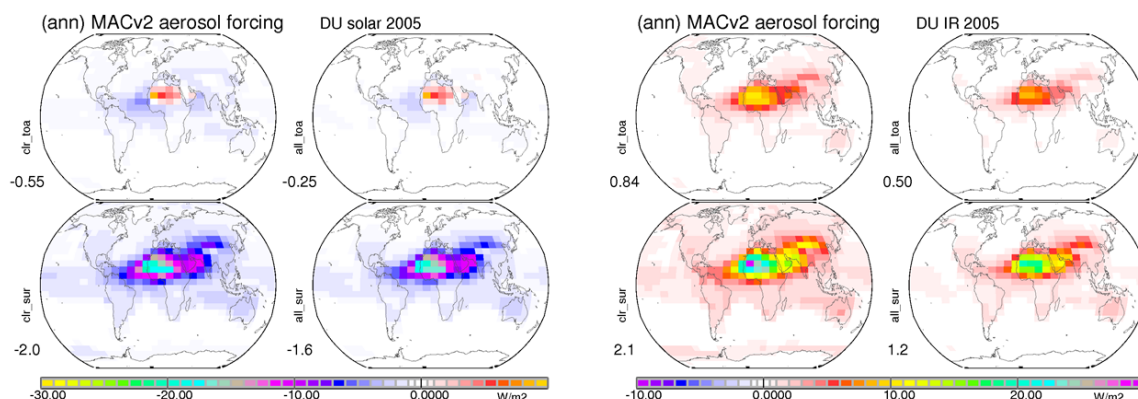 (ann) MACv2 aerosol forcing DU solar 2005
clr_toa
-0.55
all_toa
-0.25
clr_sur
-2.0
all_sur
-1.6
-30.00 -20.00 -10.00 0.0000 W/m2
(ann) MACv2 aerosol forcing DU IR 2005
clr_toa
0.84
all_toa
0.50
clr_sur
2.1
all_sur
1.2
-10.00 0.0000 10.00 20.00 W/m2